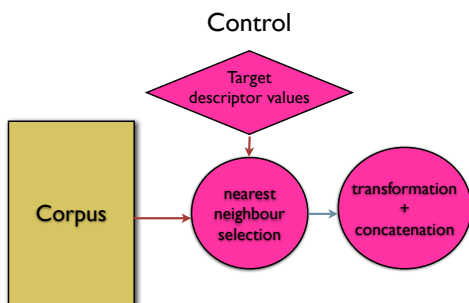 Control
Target
descriptor values
Corpus
nearest
neighbour
selection
transformation
+
concatenation